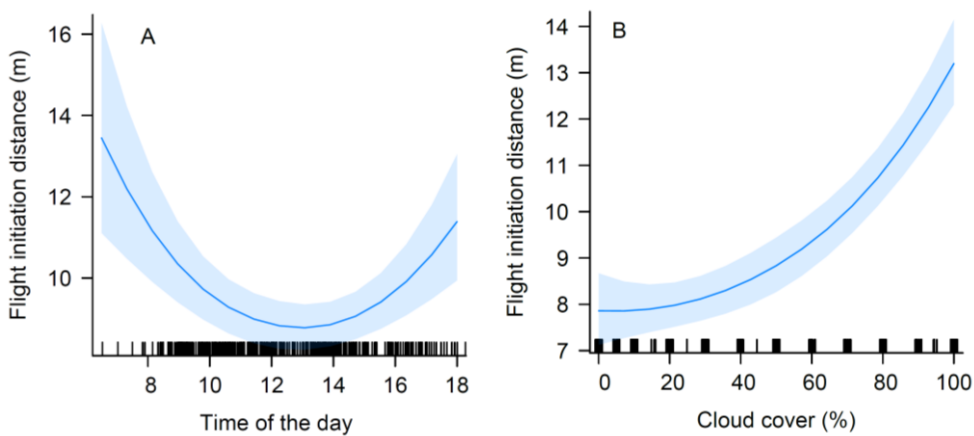 A
Flight initiation distance (m)
16
14
12
10
8 10 12 14 16 18
Time of the day
B
Flight initiation distance (m)
14
13
12
11
10
9
8
7
0 20 40 60 80 100
Cloud cover (%)